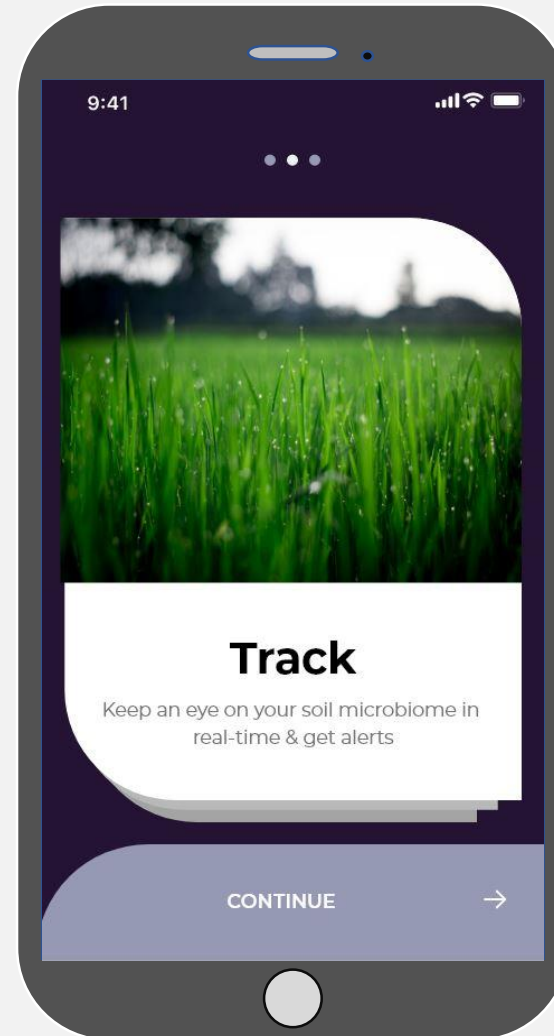 9:41
Track
Keep an eye on your soil microbiome in
real-time & get alerts
CONTINUE